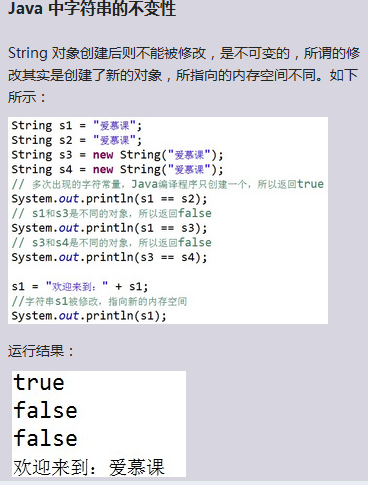 Java 中字符串的不变性
String 对象创建后则不能被修改，是不可变的，所谓的修
改其实是创建了新的对象，所指向的内存空间不同。如下
所示：
String s1 = "爱慕课";
String s2 = "爱慕课";
String s3 = new String("爱慕课");
String s4 = new String("爱慕课");
// 多次出现的字符常量，Java编译程序只创建一个，所以返回true
System.out.println(s1 == s2);
// s1和s3是不同的对象，所以返回false
System.out.println(s1 == s3);
// s3和s4是不同的对象，所以返回false
System.out.println(s3 == s4);
s1 = "欢迎来到：" + s1;
//字符串s1被修改，指向新的内存空间
System.out.println(s1);
运行结果：
true
false
false
欢迎来到：爱慕课